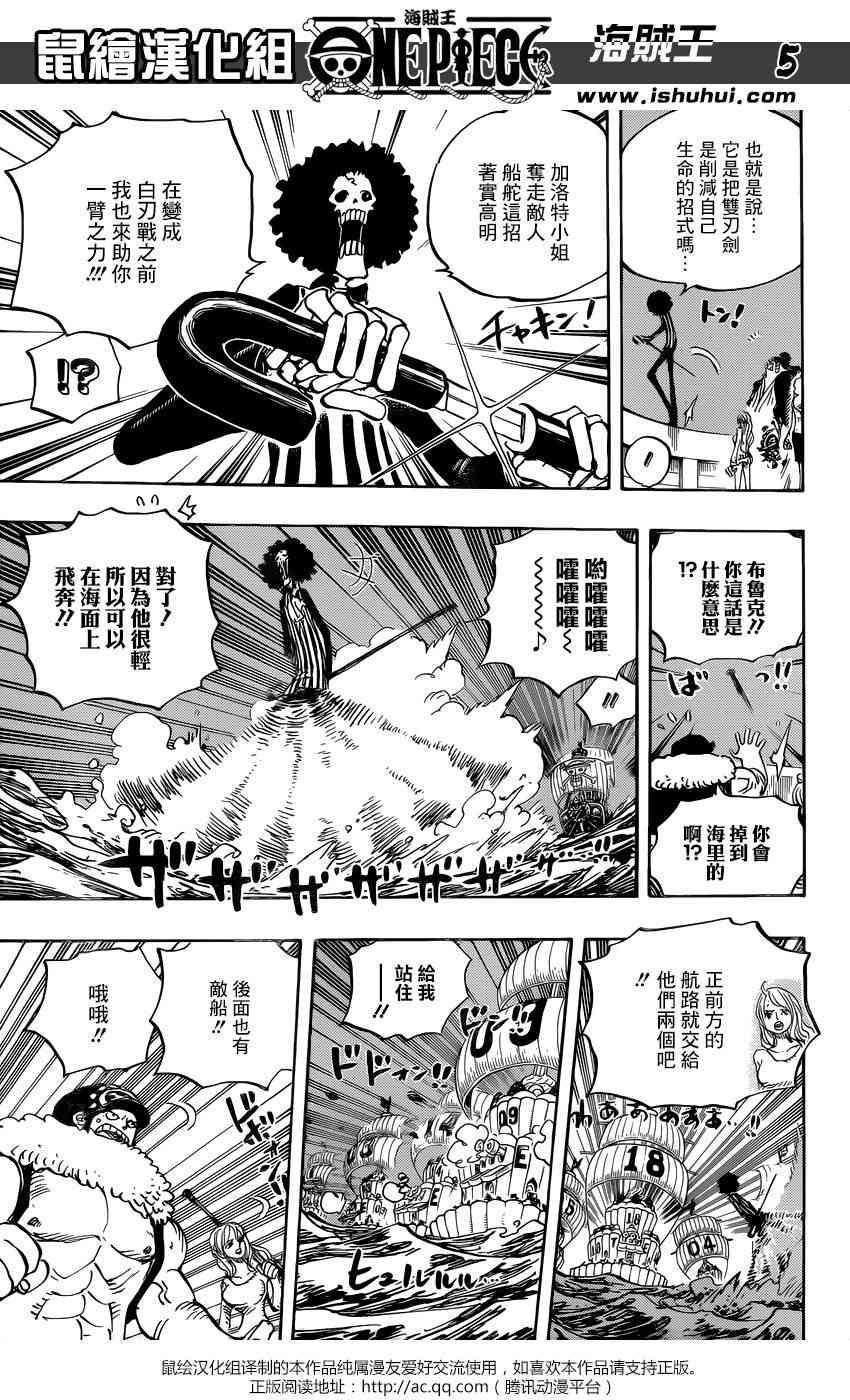 鼠繪漢化組
海賊王
ONE PIECE
海賊王
5
www.ishuhui.com
也就是說…
它是把雙刃劍
是削減自己
生命的招式嗎…
トン!
加洛特小姐
奪走敵人
船舵這招
著實高明
チャキン!
在變成
白刃戰之前
我也來助你
一臂之力!!!
!?
布魯克!!
你這話是
什麼意思
!?
ばっ!!
你會
掉到
海里的
啊!?
喲嚯嚯嚯
~嚯嚯嚯~
~~~~♪
對了!
因為他很輕
所以可以
在海面上
飛奔!!
ザザザザザザ
正前方的
航路就交給
他們兩個吧
!!
わあああああ…!!
18
04
給我
站住
——
ドドォン!!
ドン!!
09
E
ヒュルルルル…
後面也有
敵船!!
哦哦!!
鼠绘汉化组译制的本作品纯属漫友爱好交流使用，如喜欢本作品请支持正版。
正版阅读地址：http://ac.qq.com（腾讯动漫平台）